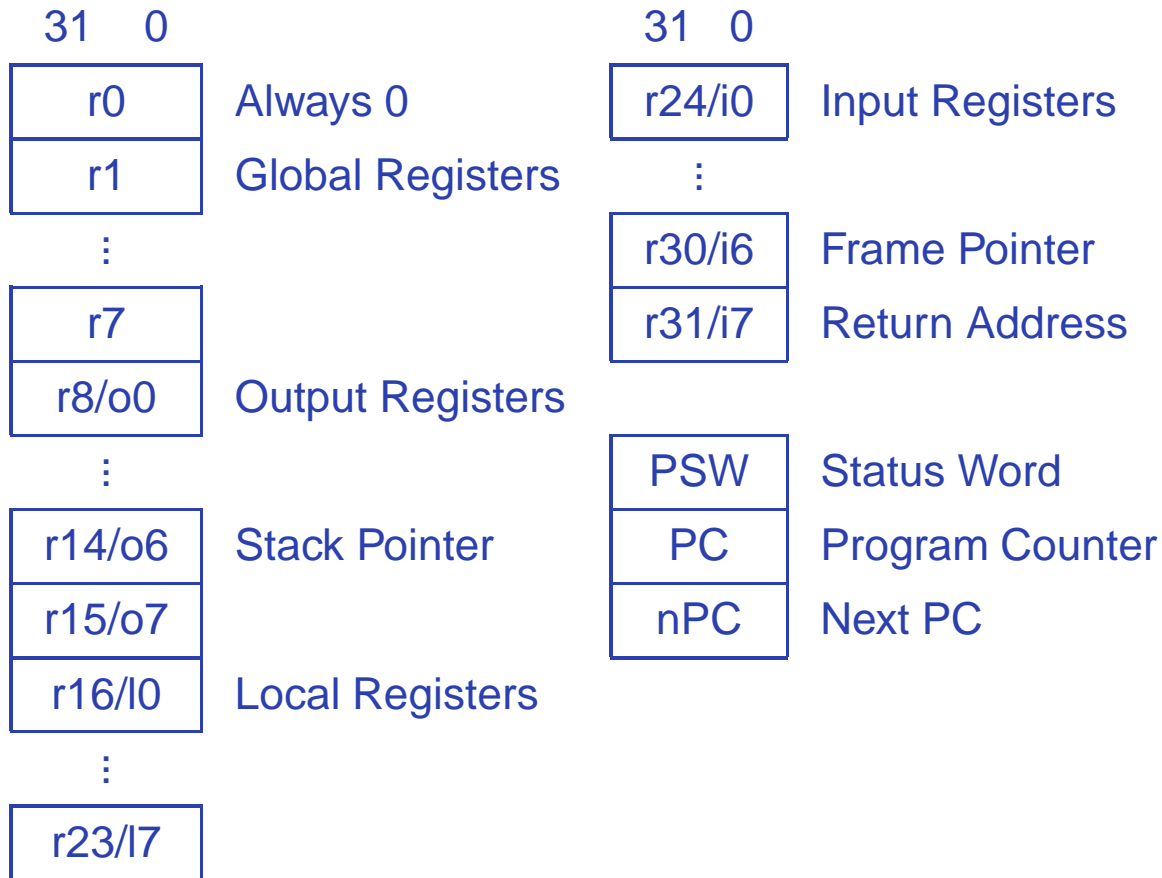 31 0
r0 Always 0
r1 Global Registers
⋮
r7
r8/o0 Output Registers
⋮
r14/o6 Stack Pointer
r15/o7
r16/l0 Local Registers
⋮
r23/l7
31 0
r24/i0 Input Registers
⋮
r30/i6 Frame Pointer
r31/i7 Return Address
PSW Status Word
PC Program Counter
nPC Next PC